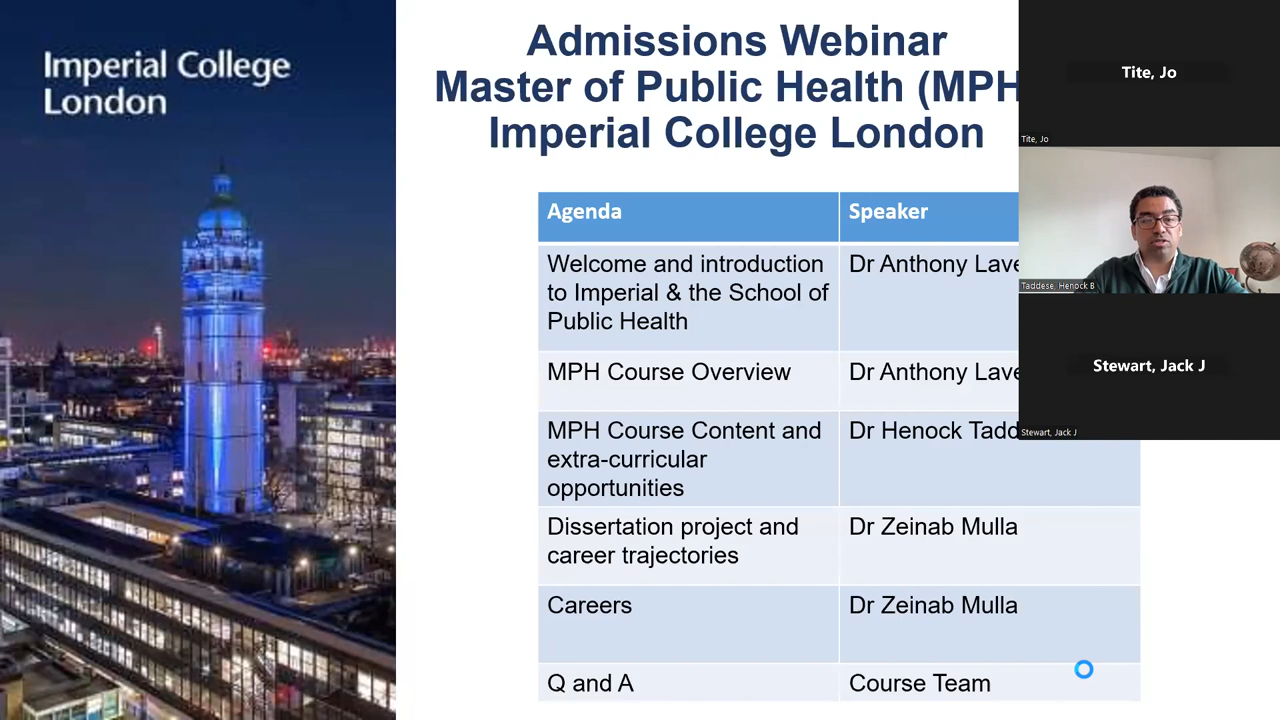 Imperial College
London
Admissions Webinar
Master of Public Health (MPH
Imperial College London
Agenda
Speaker
Welcome and introduction
to Imperial & the School of
Public Health
Dr Anthony Lave
MPH Course Overview
Dr Anthony Lave
MPH Course Content and
extra-curricular
opportunities
Dr Henock Tadd
Dissertation project and
career trajectories
Dr Zeinab Mulla
Careers
Dr Zeinab Mulla
Q and A
Course Team
Tite, Jo
Tite, Jo
Taddese, Henock B
Stewart, Jack J
Stewart, Jack J